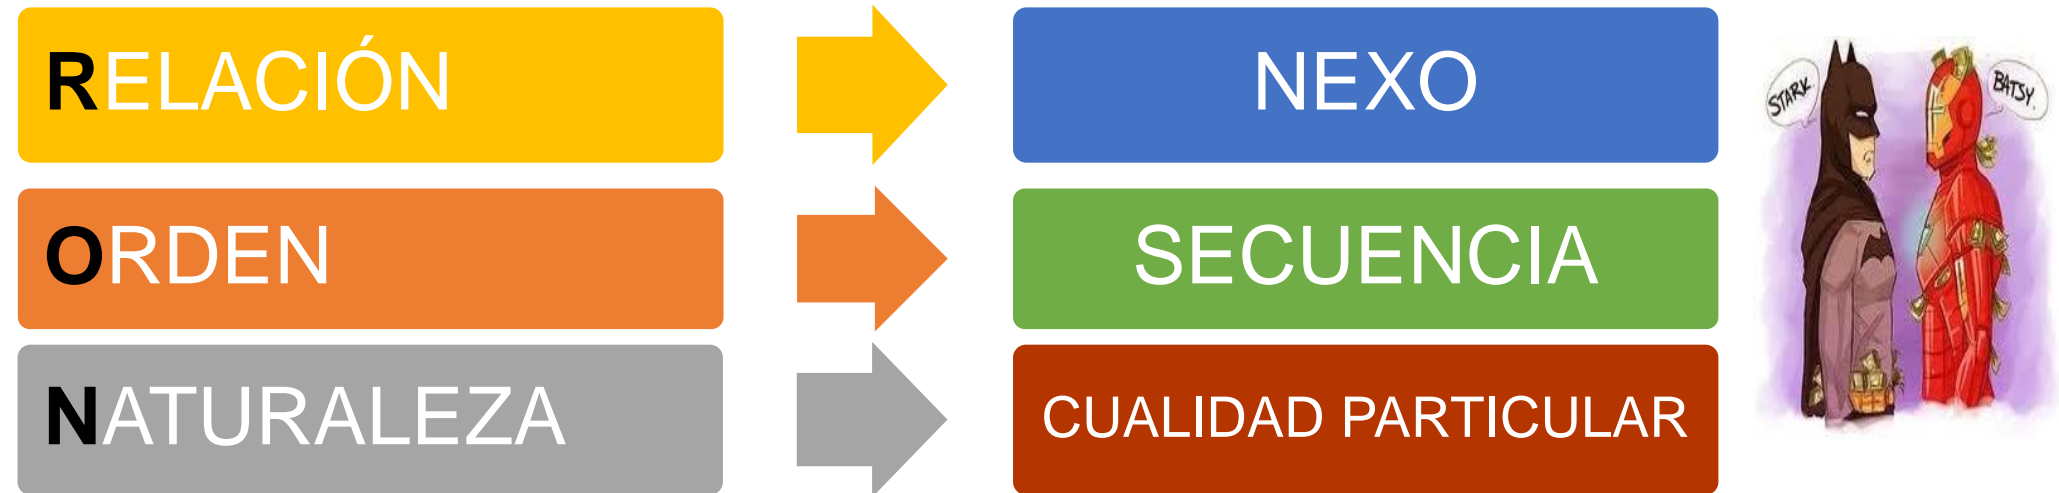 RELACIÓN
NEXO
ORDEN
SECUENCIA
NATURALEZA
CUALIDAD PARTICULAR
STARK.
BATSY.